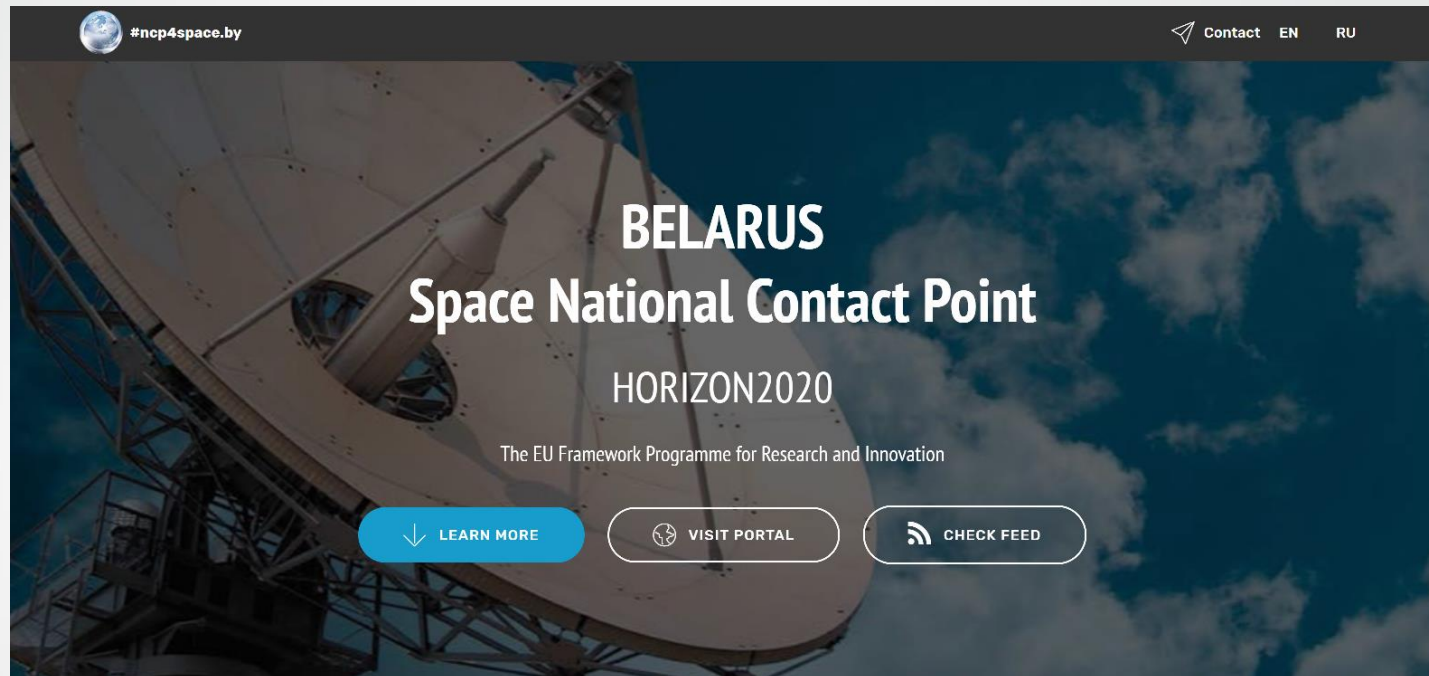 #ncp4space.by
Contact EN RU
BELARUS
Space National Contact Point
HORIZON2020
The EU Framework Programme for Research and Innovation
LEARN MORE
VISIT PORTAL
CHECK FEED